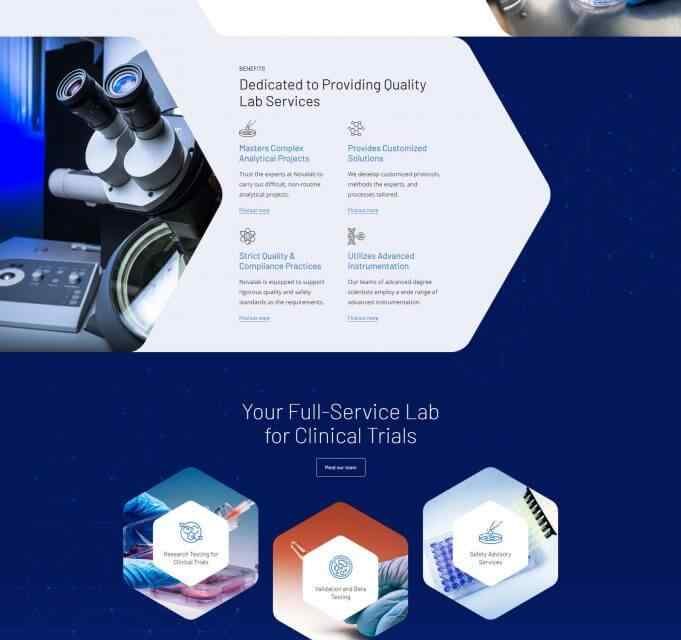 BENEFITS
Dedicated to Providing Quality
Lab Services
Masters Complex
Analytical Projects
Trust the experts at Novalab to
carry out difficult, non-routine
analytical projects.
Find out more
Provides Customized
Solutions
We develop customized protocols,
methods the experts, and
processes tailored.
Find out more
Strict Quality &
Compliance Practices
Novalab is equipped to support
rigorous quality and safety
standards as the requirements.
Find out more
Utilizes Advanced
Instrumentation
Our teams of advanced degree
scientists employ a wide range of
advanced instrumentation.
Find out more
Your Full-Service Lab
for Clinical Trials
Meet our team
Research Testing for
Clinical Trials
Validation and Beta
Testing
Safety Advisory
Services